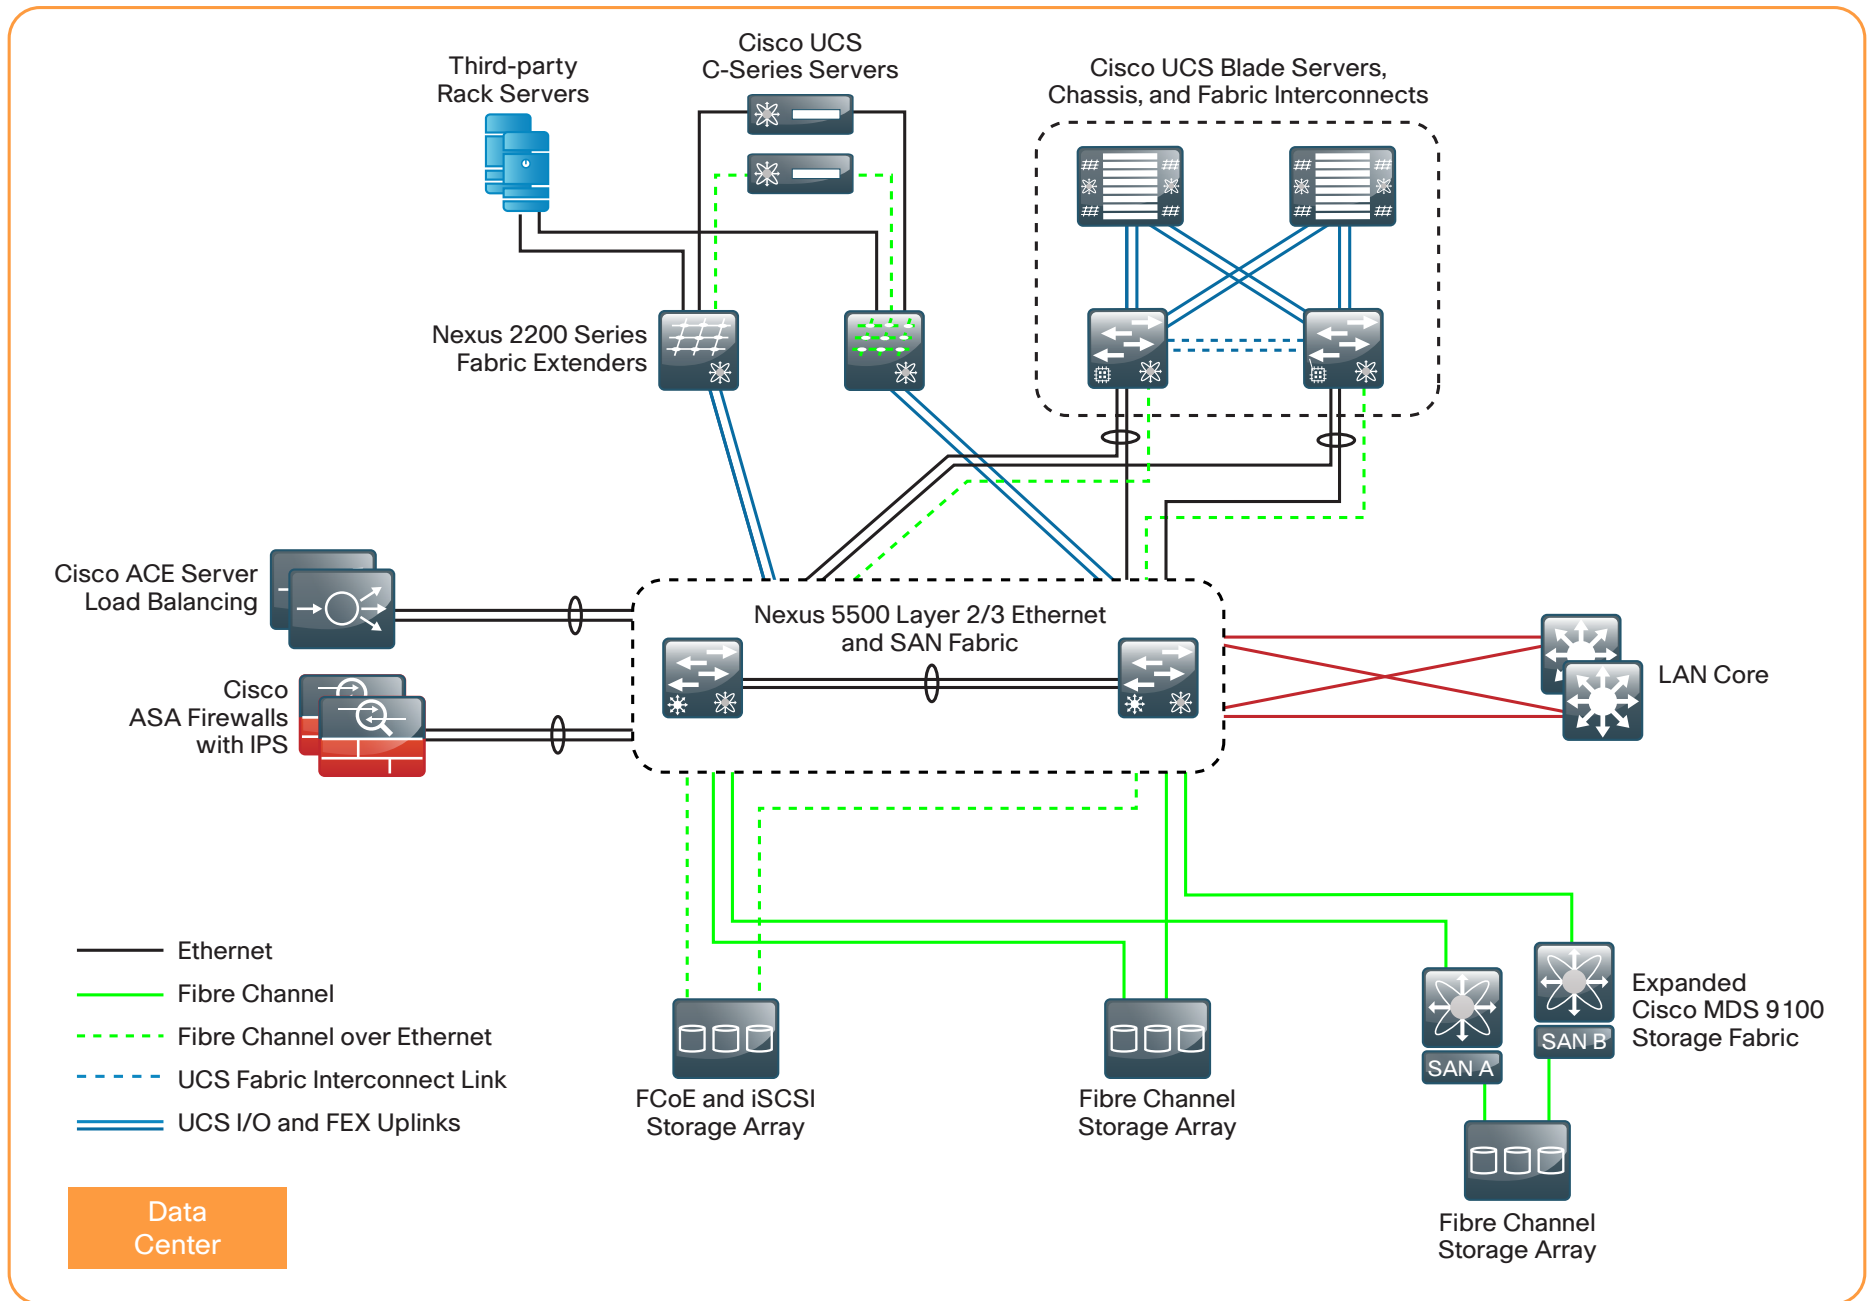 Third-party
Rack Servers
Cisco UCS
C-Series Servers
Cisco UCS Blade Servers,
Chassis, and Fabric Interconnects
Nexus 2200 Series
Fabric Extenders
Cisco ACE Server
Load Balancing
Nexus 5500 Layer 2/3 Ethernet
and SAN Fabric
LAN Core
Cisco
ASA Firewalls
with IPS
Ethernet
Fibre Channel
Fibre Channel over Ethernet
UCS Fabric Interconnect Link
UCS I/O and FEX Uplinks
FCoE and iSCSI
Storage Array
Fibre Channel
Storage Array
SAN A
SAN B
Expanded
Cisco MDS 9100
Storage Fabric
Fibre Channel
Storage Array
Data
Center